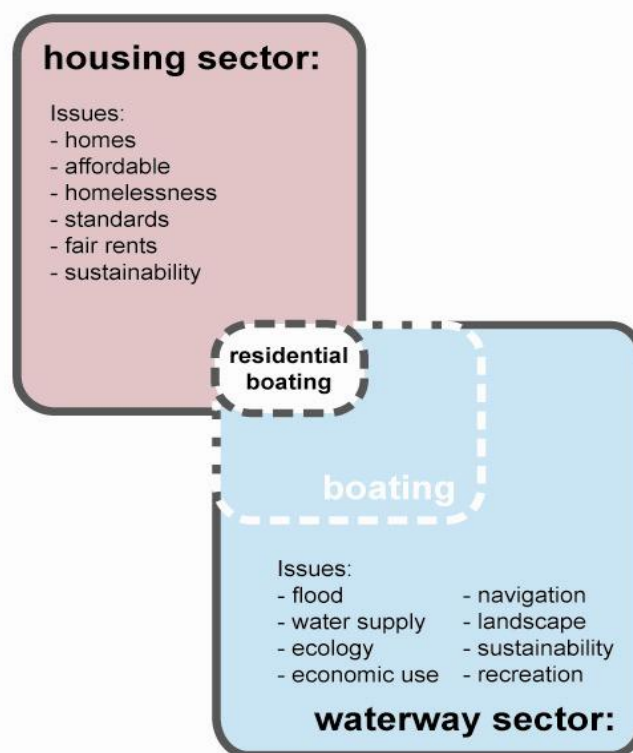 housing sector:
Issues:
- homes
- affordable
- homelessness
- standards
- fair rents
- sustainability
residential
boating
boating
Issues:
- flood
- water supply
- ecology
- economic use
- navigation
- landscape
- sustainability
- recreation
waterway sector: